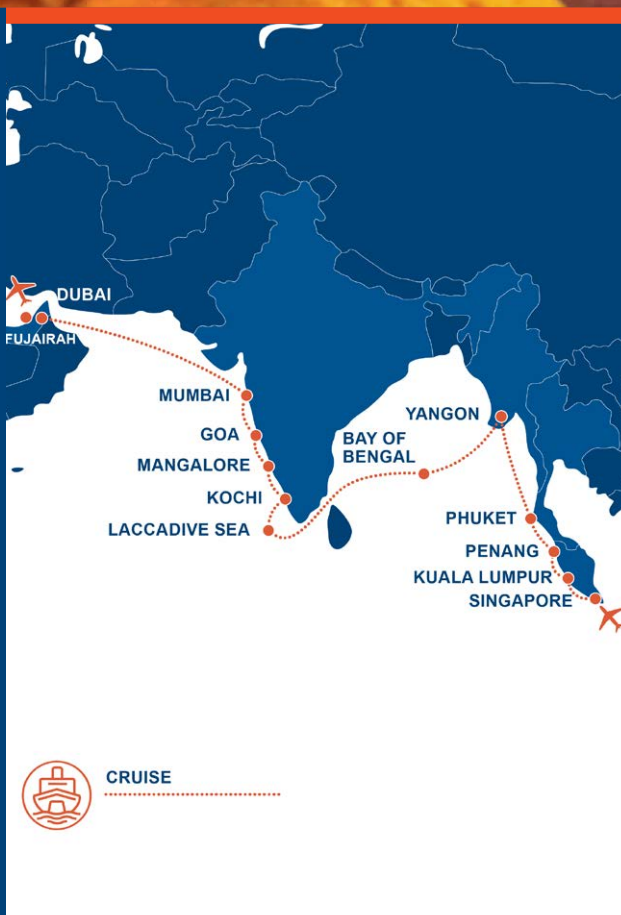 DUBAI
FUJAIRAH
MUMBAI
GOA
MANGALORE
KOCHI
LACCADIVE SEA
BAY OF
BENGAL
YANGON
PHUKET
PENANG
KUALA LUMPUR
SINGAPORE
CRUISE